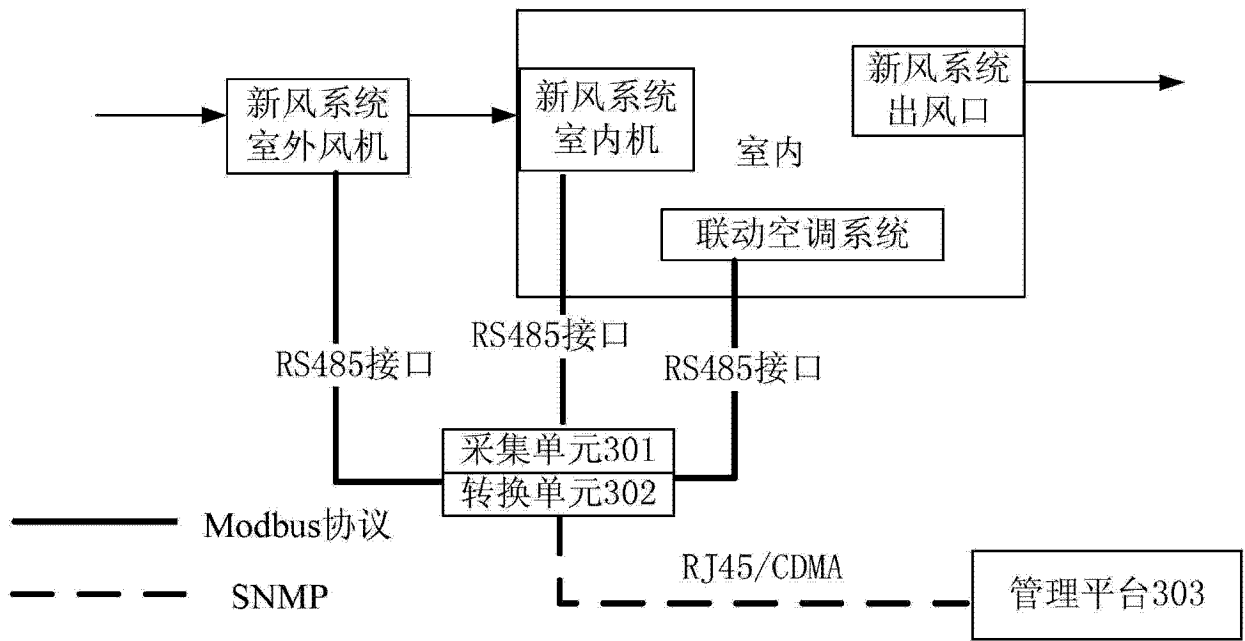 新风系统
室外风机
新风系统
室内机
新风系统
出风口
室内
联动空调系统
RS485接口
RS485接口
RS485接口
采集单元301
转换单元302
Modbus协议
SNMP
RJ45/CDMA
管理平台303